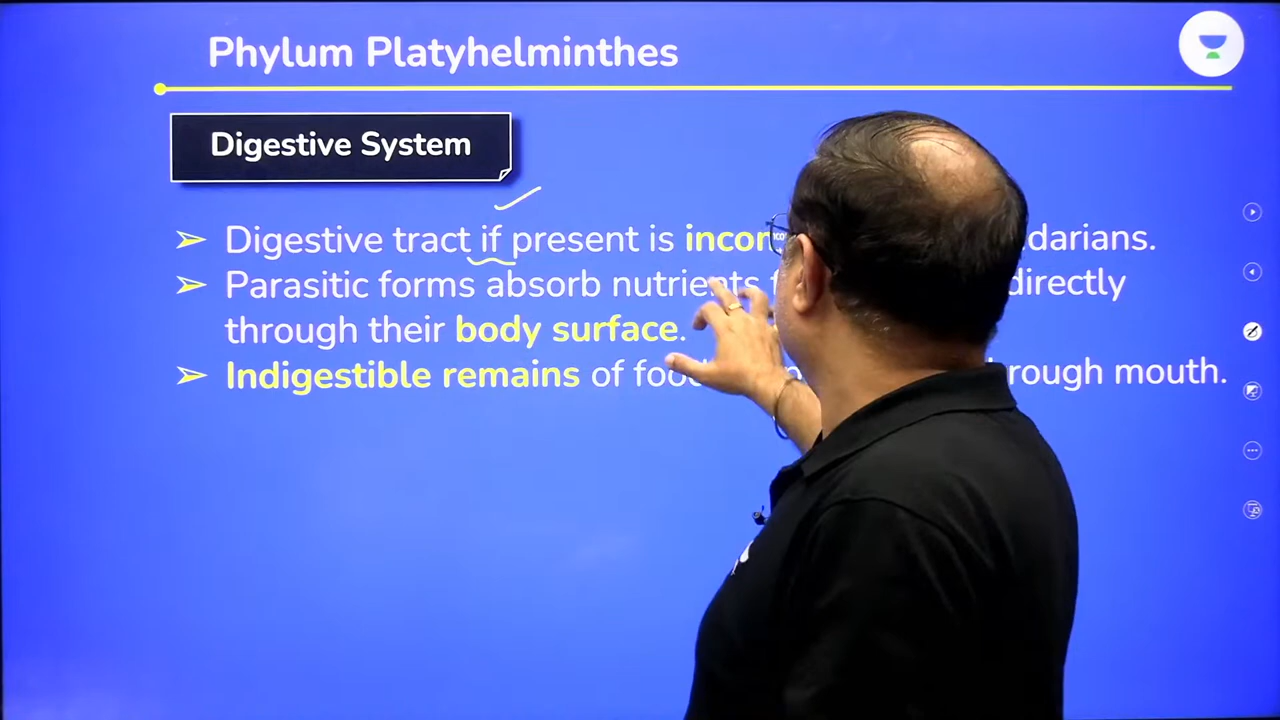 Phylum Platyhelminthes
Digestive System
➢ Digestive tract if present is incom darians.
➢ Parasitic forms absorb nutrients f directly
through their body surface.
➢ Indigestible remains of food rough mouth.